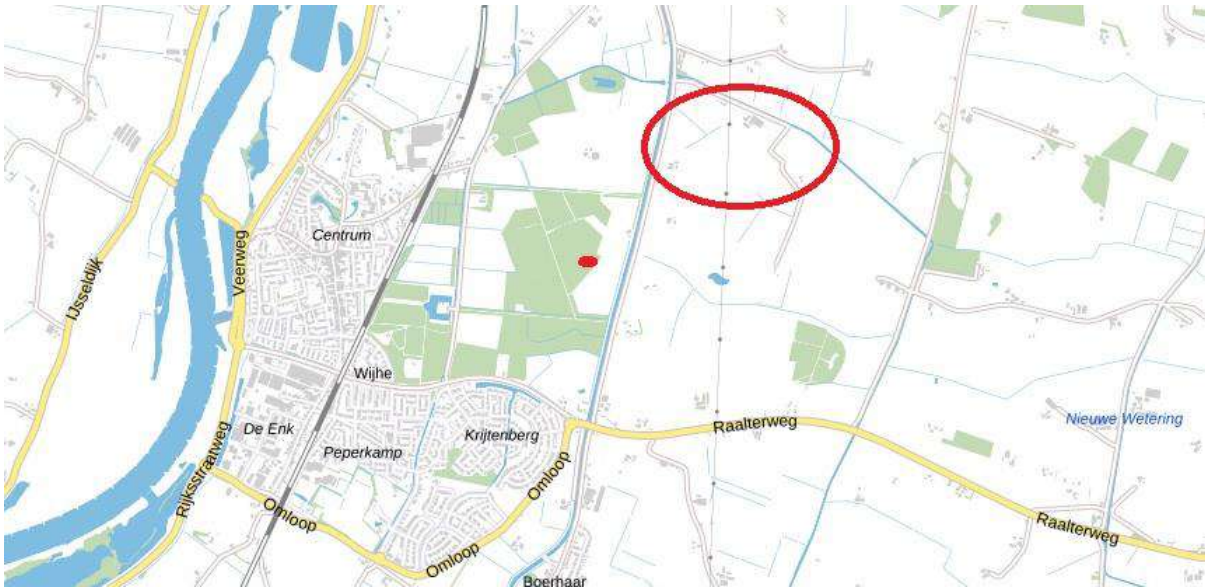 Centrum
Veerweg
IJsseldijk
Wijhe
De Enk
Peperkamp
Krijtenberg
Raalterweg
Nieuwe Wetering
Rijksstraatweg
Omloop
Omloop
Omloop
Raalterweg
Boerhaar